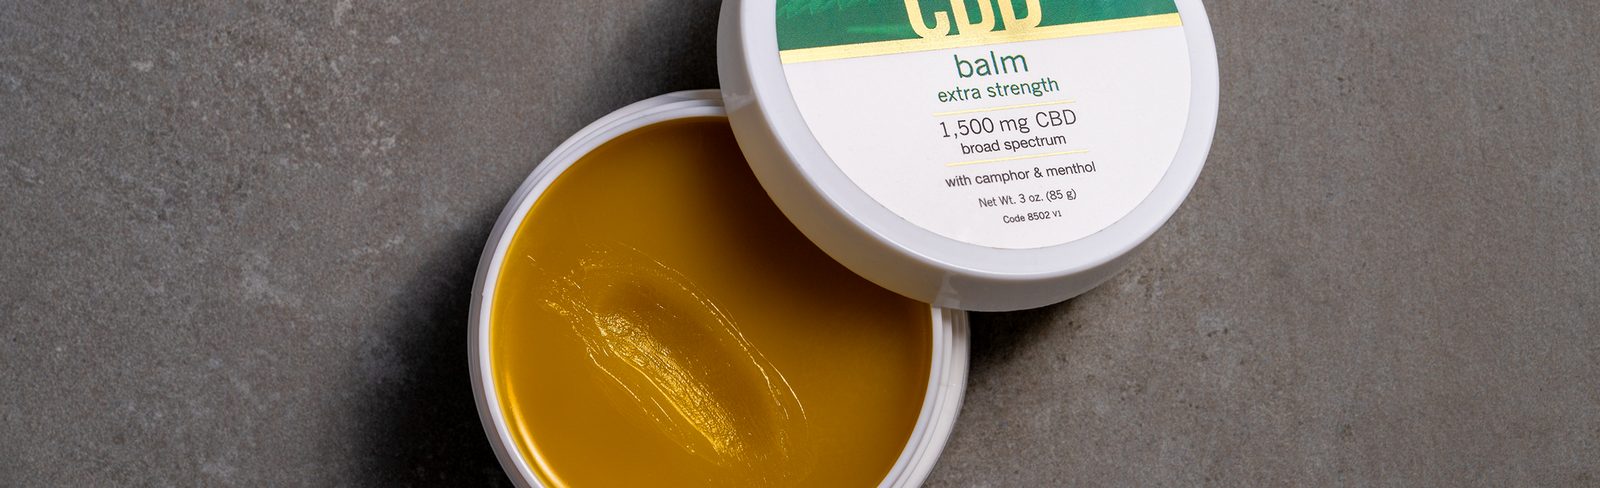 CBD
balm
extra strength
1,500 mg CBD
broad spectrum
with camphor & menthol
Net Wt. 3 oz. (85 g)
Code 8502 V1